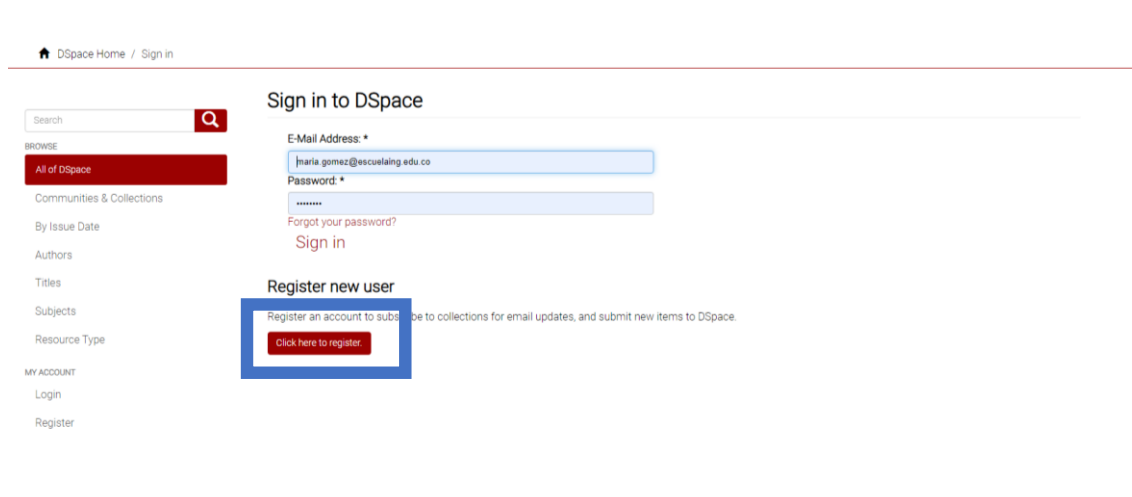 DSpace Home / Sign in
Search
BROWSE
All of DSpace
Communities & Collections
By Issue Date
Authors
Titles
Subjects
Resource Type
MY ACCOUNT
Login
Register
Sign in to DSpace
E-Mail Address: *
maria.gomez@escuelaing.edu.co
Password: *
••••••••
Forgot your password?
Sign in
Register new user
Register an account to be to collections for email updates, and submit new items to DSpace.
Click here to register.